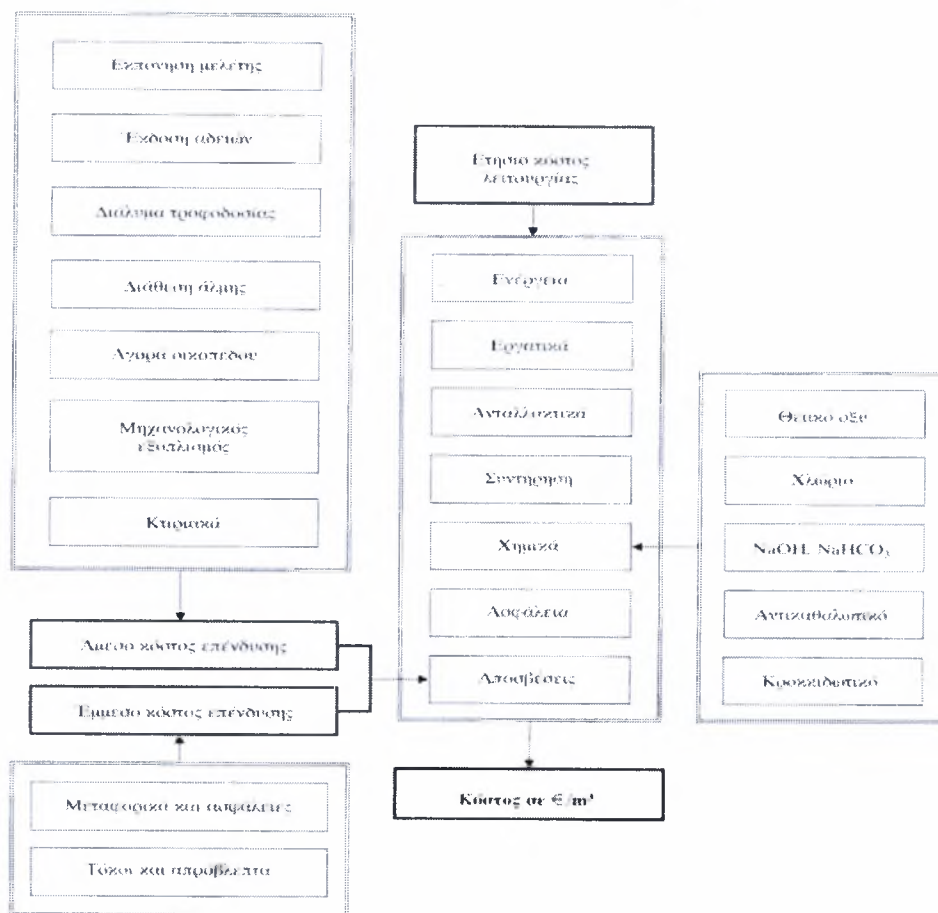 Εκπόνηση μελέτης
Έκδοση αδειών
Διάλυμα τροφοδοσίας
Διάθεση άλμης
Αγορά οικοπέδου
Μηχανολογικός
εξοπλισμός
Κτιριακά
Άμεσο κόστος επένδυσης
Έμμεσο κόστος επένδυσης
Μεταφορικά και ασφάλειες
Τόκοι και απρόβλεπτα
Ετήσιο κόστος
λειτουργίας
Ενέργεια
Εργατικά
Ανταλλακτικά
Συντήρηση
Χημικά
Ασφάλεια
Αποσβέσεις
Κόστος σε €/m³
Θειικό οξύ
Χλώριο
NaOH, NaHCO₃
Αντικαθαλωτικό
Κροκκιδωτικό